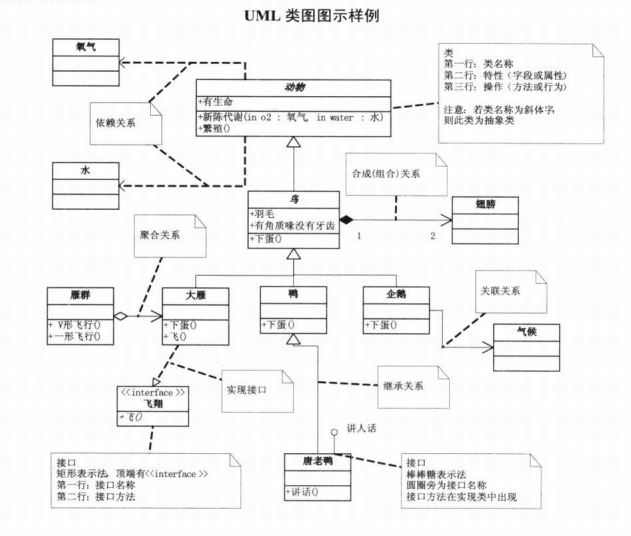 UML 类图图示样例
氧气
动物
+有生命
+新陈代谢(in o2 : 氧气, in water : 水)
+繁殖()
类
第一行：类名称
第二行：特性（字段或属性）
第三行：操作（方法或行为）
注意：若类名称为斜体字，
则此类为抽象类
依赖关系
水
合成(组合)关系
鸟
+羽毛
+有角质喙没有牙齿
+下蛋()
1
2
翅膀
聚合关系
雁群
+ V形飞行()
+一形飞行()
大雁
+下蛋()
+飞()
鸭
+下蛋()
企鹅
+下蛋()
关联关系
气候
<<interface>>
飞翔
+飞()
实现接口
继承关系
讲人话
唐老鸭
+讲话()
接口
矩形表示法，顶端有<<interface>>
第一行：接口名称
第二行：接口方法
接口
棒棒糖表示法
圆圈旁为接口名称
接口方法在实现类中出现